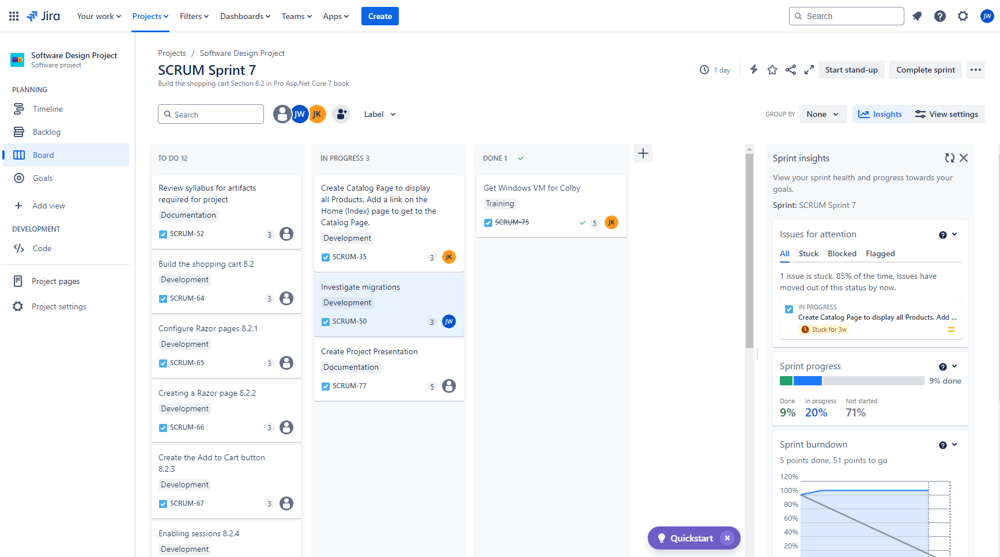 Jira
Your work
Projects
Filters
Dashboards
Teams
Apps
Create
Search
JW
Software Design Project
Software project
PLANNING
Timeline
Backlog
Board
Goals
Add view
DEVELOPMENT
Code
Project pages
Project settings
Projects / Software Design Project
SCRUM Sprint 7
Build the shopping cart Section 8.2 in Pro Asp.Net Core 7 book
1 day
Start stand-up
Complete sprint
Search
JW
JK
Label
GROUP BY
None
Insights
View settings
TO DO 12
Review syllabus for artifacts
required for project
Documentation
SCRUM-52
3
Build the shopping cart 8.2
Development
SCRUM-64
3
Configure Razor pages 8.2.1
Development
SCRUM-65
3
Creating a Razor page 8.2.2
Development
SCRUM-66
3
Create the Add to Cart button
8.2.3
Development
SCRUM-67
3
Enabling sessions 8.2.4
Development
IN PROGRESS 3
Create Catalog Page to display
all Products. Add a link on the
Home (Index) page to get to the
Catalog Page.
Development
SCRUM-35
3
JK
Investigate migrations
Development
SCRUM-50
3
JW
Create Project Presentation
Documentation
SCRUM-77
5
DONE 1
Get Windows VM for Colby
Training
SCRUM-75
5
JK
Quickstart
Sprint insights
View your sprint health and progress towards your
goals.
Sprint: SCRUM Sprint 7
Issues for attention
All
Stuck
Blocked
Flagged
1 issue is stuck. 85% of the time, issues have
moved out of this status by now.
IN PROGRESS
Create Catalog Page to display all Products. Add ...
Stuck for 3w
Sprint progress
9% done
Done
In progress
Not started
9%
20%
71%
Sprint burndown
5 points done, 51 points to go
120%
100%
80%
60%
40%
20%